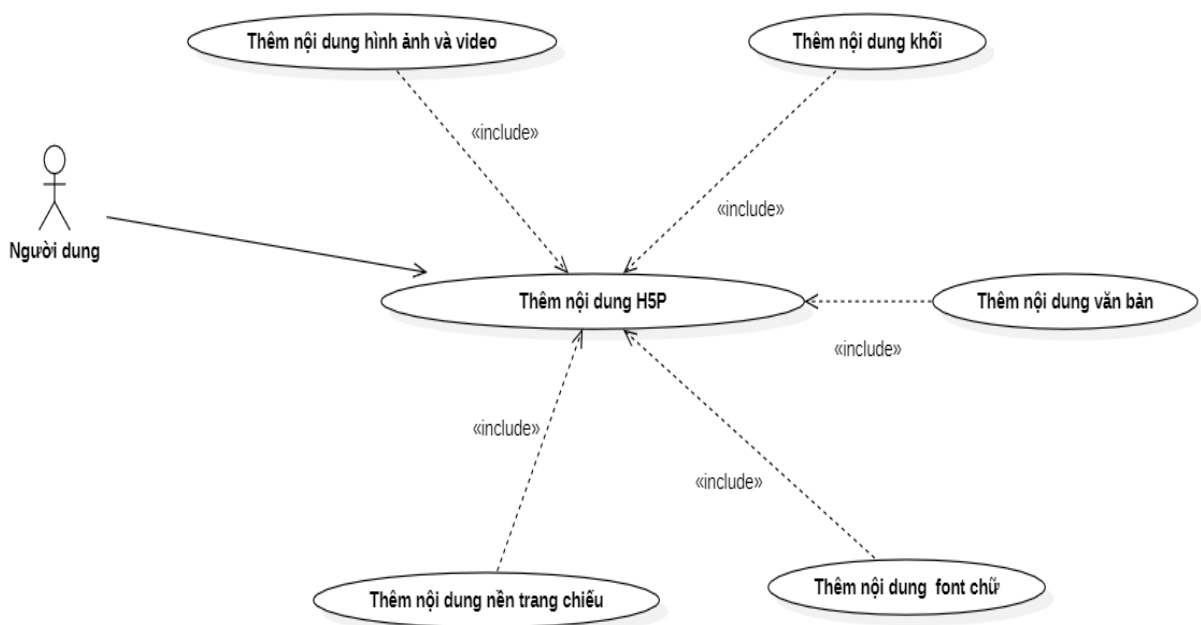 Thêm nội dung hình ảnh và video
Thêm nội dung khối
«include»
«include»
Người dung
Thêm nội dung H5P
Thêm nội dung văn bản
«include»
«include»
«include»
Thêm nội dung nền trang chiếu
Thêm nội dung font chữ